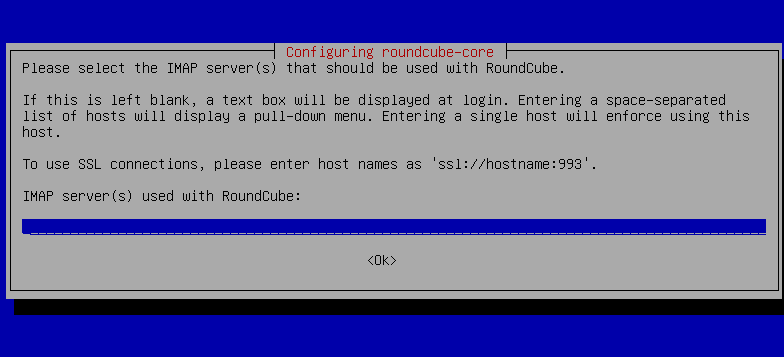 Configuring roundcube-core
Please select the IMAP server(s) that should be used with RoundCube.
If this is left blank, a text box will be displayed at login. Entering a space-separated
list of hosts will display a pull-down menu. Entering a single host will enforce using this
host.
To use SSL connections, please enter host names as 'ssl://hostname:993'.
IMAP server(s) used with RoundCube:
<Ok>